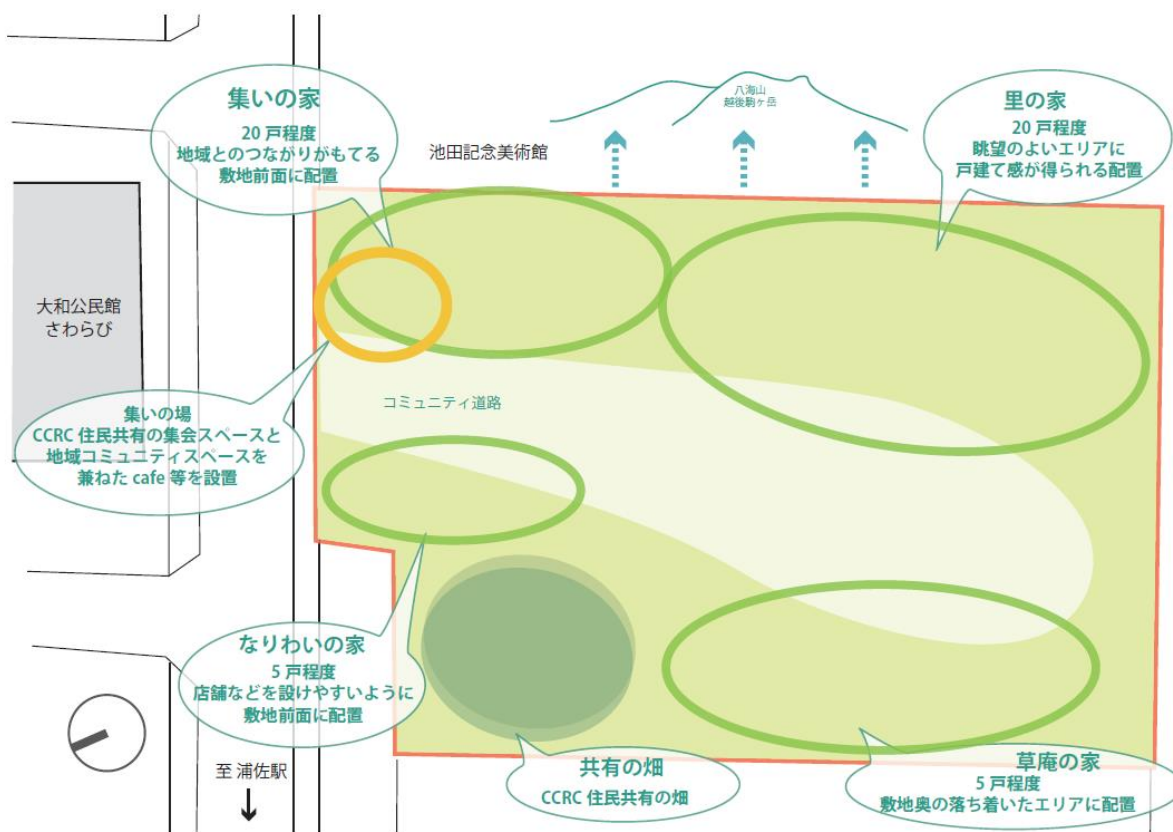 集いの家
20 戸程度
地域とのつながりがもてる
敷地前面に配置
池田記念美術館
八海山
越後駒ヶ岳
里の家
20 戸程度
眺望のよいエリアに
戸建て感が得られる配置
大和公民館
さわらび
コミュニティ道路
集いの場
CCRC 住民共有の集会スペースと
地域コミュニティスペースを
兼ねた cafe 等を設置
なりわいの家
5 戸程度
店舗などを設けやすいように
敷地前面に配置
至 浦佐駅
共有の畑
CCRC 住民共有の畑
草庵の家
5 戸程度
敷地奥の落ち着いたエリアに配置